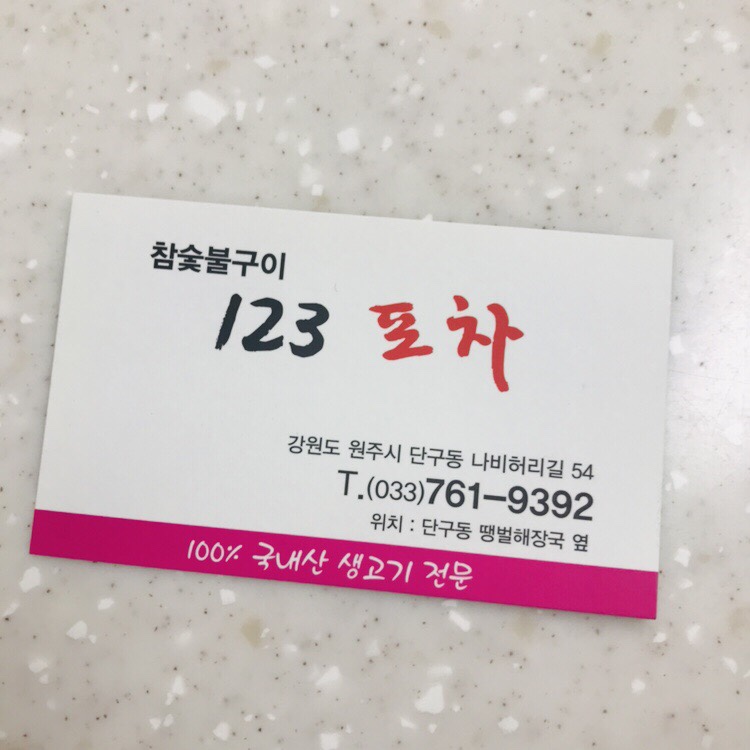 참숯불구이
123 포차
강원도 원주시 단구동 나비허리길 54
T.(033)761-9392
위치 : 단구동 땡벌해장국 옆
100% 국내산 생고기 전문